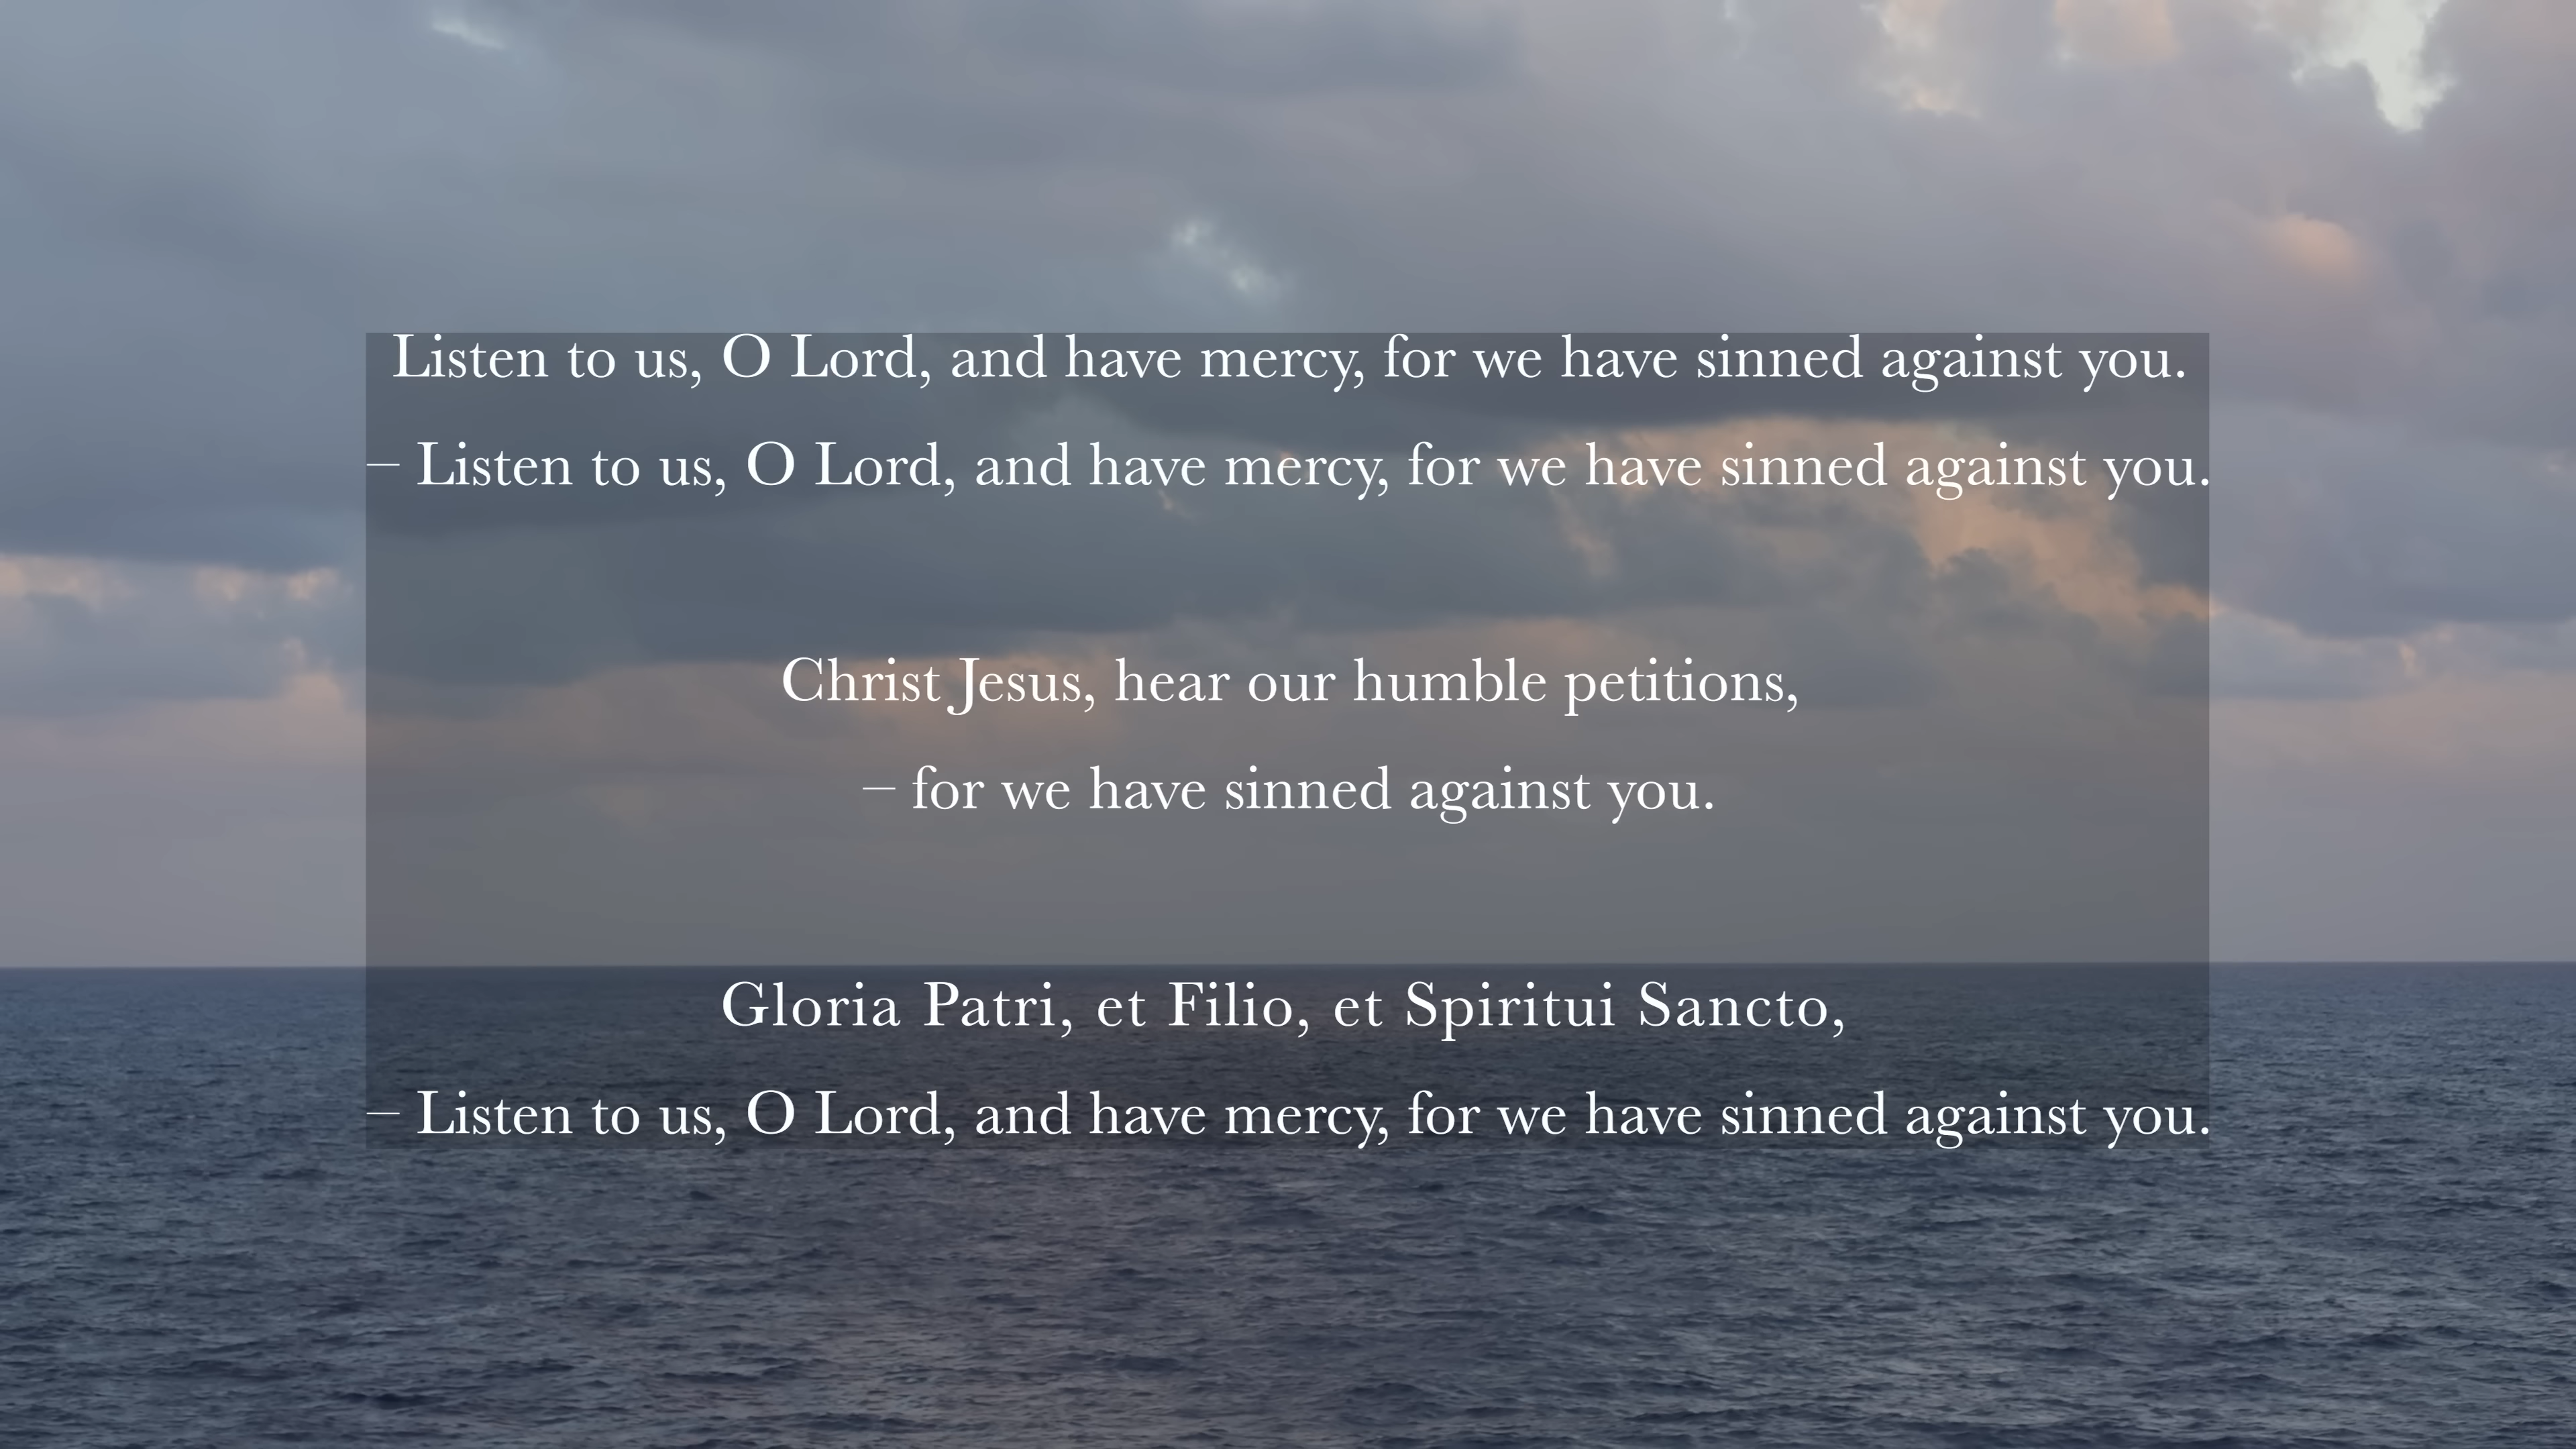 Listen to us, O Lord, and have mercy, for we have sinned against you.
– Listen to us, O Lord, and have mercy, for we have sinned against you.
Christ Jesus, hear our humble petitions,
– for we have sinned against you.
Gloria Patri, et Filio, et Spiritui Sancto,
– Listen to us, O Lord, and have mercy, for we have sinned against you.